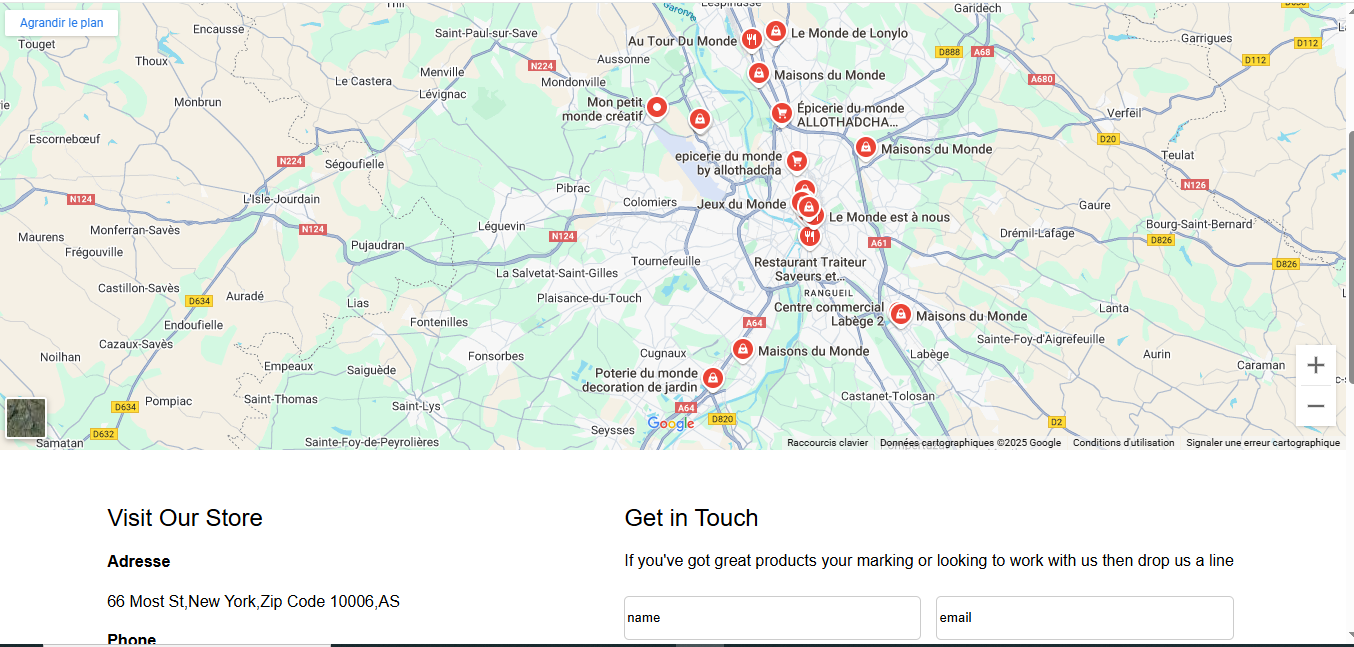 Agrandir le plan
Encausse
Touget
Thoux
Monbrun
Escorneboeuf
Saint-Paul-sur-Save
N224
Menville
Le Castera
Lévignac
Mondonville
Aussonne
Au Tour Du Monde
Le Monde de Lonylo
Maisons du Monde
Garidech
D888
A68
Garrigues
D112
D112
A680
Verfeil
D20
Teulat
N126
Mon petit
monde créatif
Épicerie du monde
ALLOTHADCHA...
Maisons du Monde
epicerie du monde
by allothadcha
N224
Ségoufielle
Pibrac
Colomiers
Jeux du Monde
Le Monde est à nous
N124
L'Isle-Jourdain
Monferran-Savès
Maurens
Frégouville
N124
Pujaudran
Léguevin
N124
Tournefeuille
La Salvetat-Saint-Gilles
Plaisance-du-Touch
Restaurant Traiteur
Saveurs et...
A61
Gaure
Drémil-Lafage
Bourg-Saint-Bernard
D826
D826
RANGUEIL
Centre commercial
Labège 2
Maisons du Monde
Lanta
Castillon-Savès
D634
Auradé
Endoufielle
Cazaux-Savès
Lias
Fontenilles
A64
Maisons du Monde
Sainte-Foy-d'Aigrefeuille
Labège
Aurin
Caraman
Noilhan
Empeaux
Saiguède
Fonsorbes
Cugnaux
Poterie du monde
decoration de jardin
Castanet-Tolosan
D634
Pompiac
Saint-Thomas
Saint-Lys
A64
D820
D2
D632
Samatan
Sainte-Foy-de-Peyrolières
Seysses
Google
Raccourcis clavier
Données cartographiques ©2025 Google
Conditions d'utilisation
Signaler une erreur cartographique
Visit Our Store
Get in Touch
Adresse
If you've got great products your marking or looking to work with us then drop us a line
66 Most St,New York,Zip Code 10006,AS
name
email
Phone